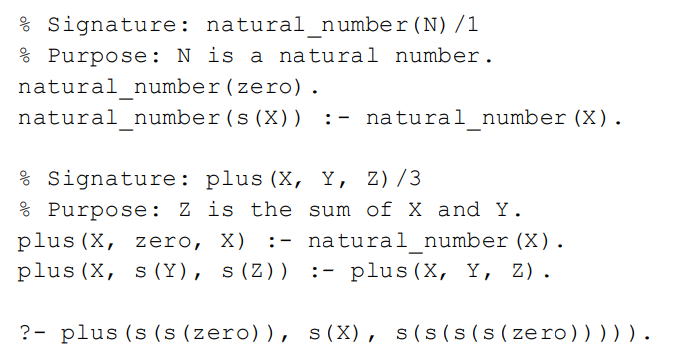 % Signature: natural_number(N)/1
% Purpose: N is a natural number.
natural_number(zero).
natural_number(s(X)) :- natural_number(X).
% Signature: plus(X, Y, Z)/3
% Purpose: Z is the sum of X and Y.
plus(X, zero, X) :- natural_number(X).
plus(X, s(Y), s(Z)) :- plus(X, Y, Z).
?- plus(s(s(zero)), s(X), s(s(s(s(zero))))).